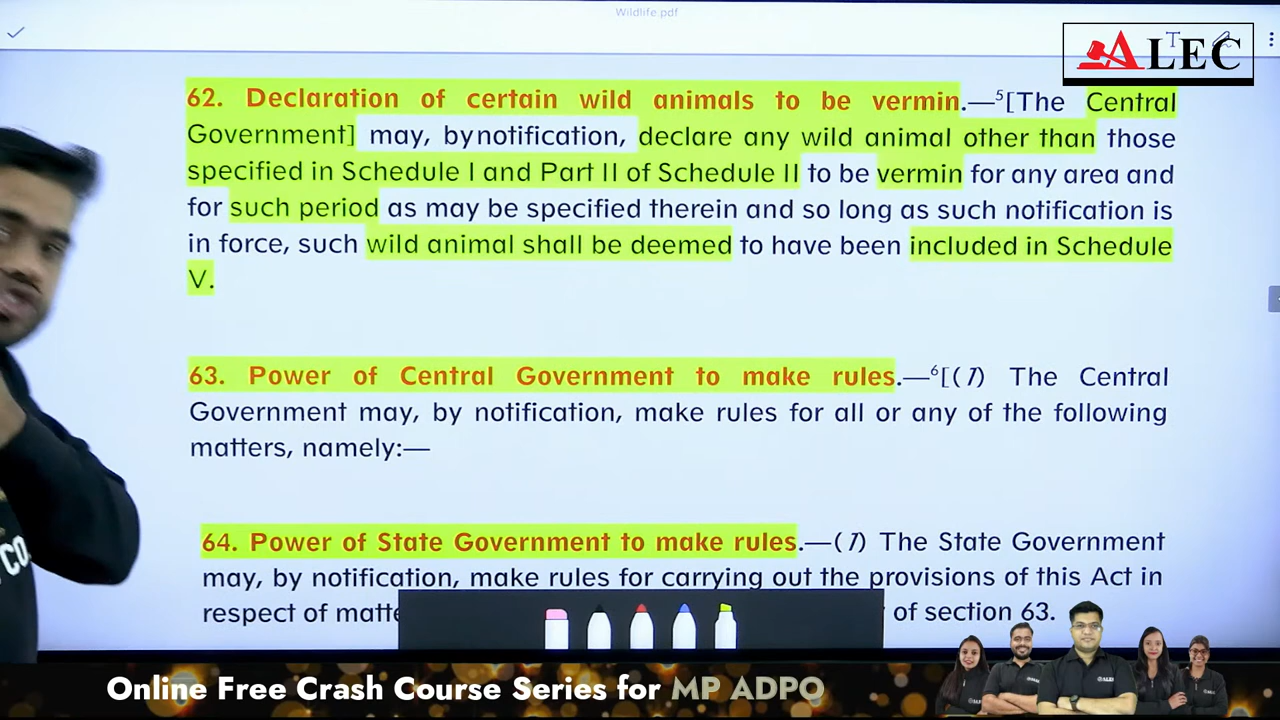 Wildlife.pdf
ALEC
62. Declaration of certain wild animals to be vermin.—5[The Central
Government] may, bynotification, declare any wild animal other than those
specified in Schedule I and Part II of Schedule II to be vermin for any area and
for such period as may be specified therein and so long as such notification is
in force, such wild animal shall be deemed to have been included in Schedule
V.
63. Power of Central Government to make rules.—6[(1) The Central
Government may, by notification, make rules for all or any of the following
matters, namely:—
64. Power of State Government to make rules.—(1) The State Government
may, by notification, make rules for carrying out the provisions of this Act in
respect of matte of section 63.
Online Free Crash Course Series for MP ADPO